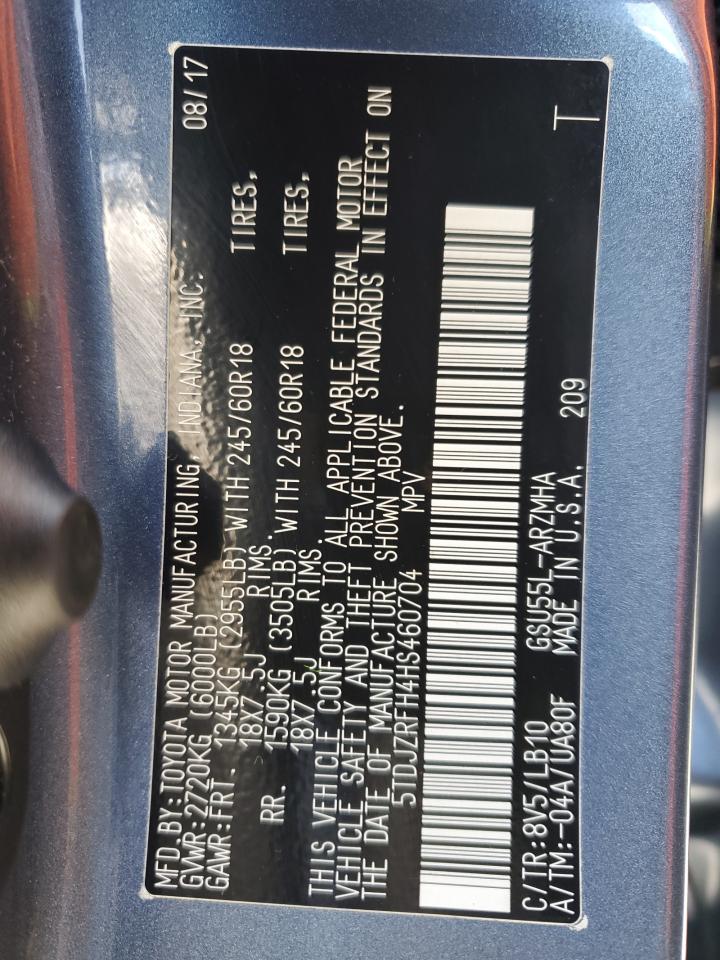 MFD.BY:TOYOTA MOTOR MANUFACTURING, INDIANA, INC. 08/17
GVWR:2720KG (6000LB)
GAWR:FRT. 1345KG (2955LB) WITH 245/60R18 TIRES,
18X7.5J RIMS.
RR. 1590KG (3505LB) WITH 245/60R18 TIRES,
18X7.5J RIMS.
THIS VEHICLE CONFORMS TO ALL APPLICABLE FEDERAL MOTOR
VEHICLE SAFETY AND THEFT PREVENTION STANDARDS IN EFFECT ON
THE DATE OF MANUFACTURE SHOWN ABOVE.
5TDJZRFH4HS460704 MPV
C/TR:8V5/LB10 GSU55L-ARZMHA
A/TM:-04A/UA80F MADE IN U.S.A. 209 T